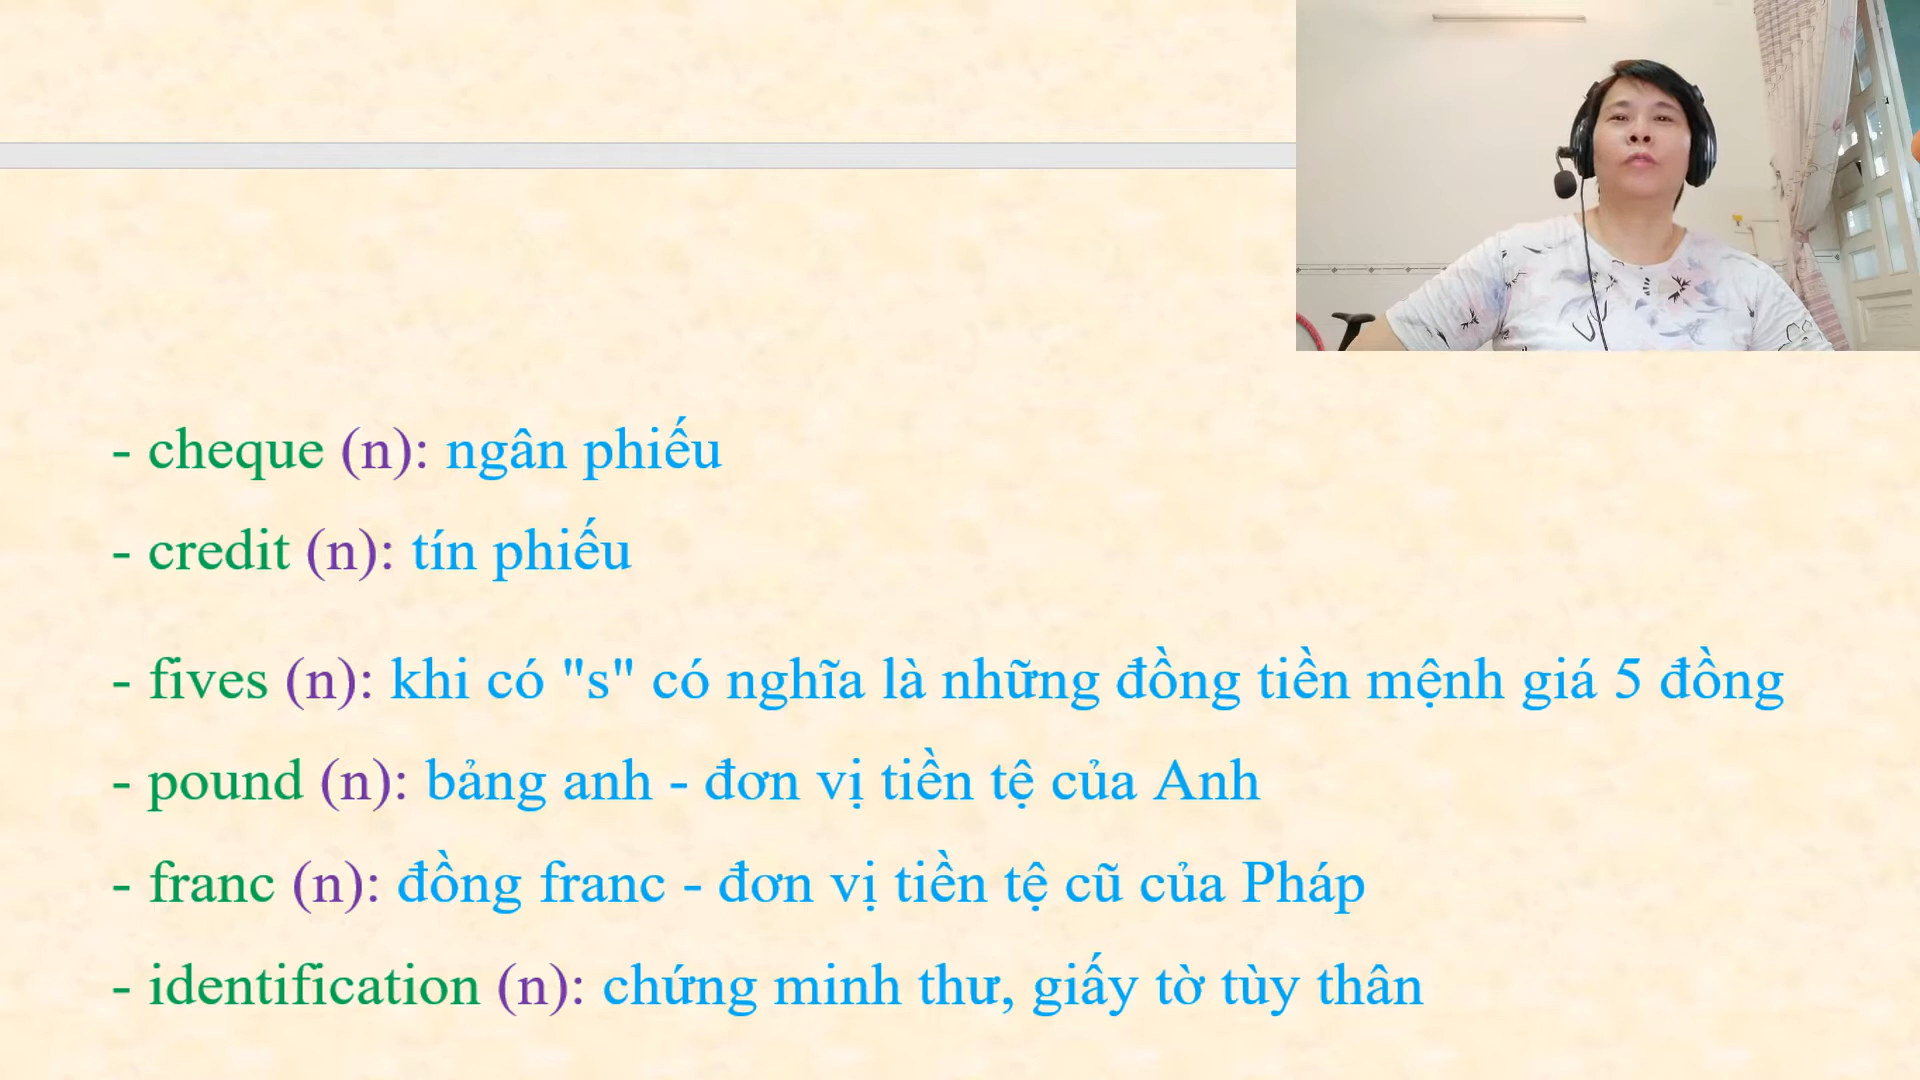 - cheque (n): ngân phiếu
- credit (n): tín phiếu
- fives (n): khi có "s" có nghĩa là những đồng tiền mệnh giá 5 đồng
- pound (n): bảng anh - đơn vị tiền tệ của Anh
- franc (n): đồng franc - đơn vị tiền tệ cũ của Pháp
- identification (n): chứng minh thư, giấy tờ tùy thân